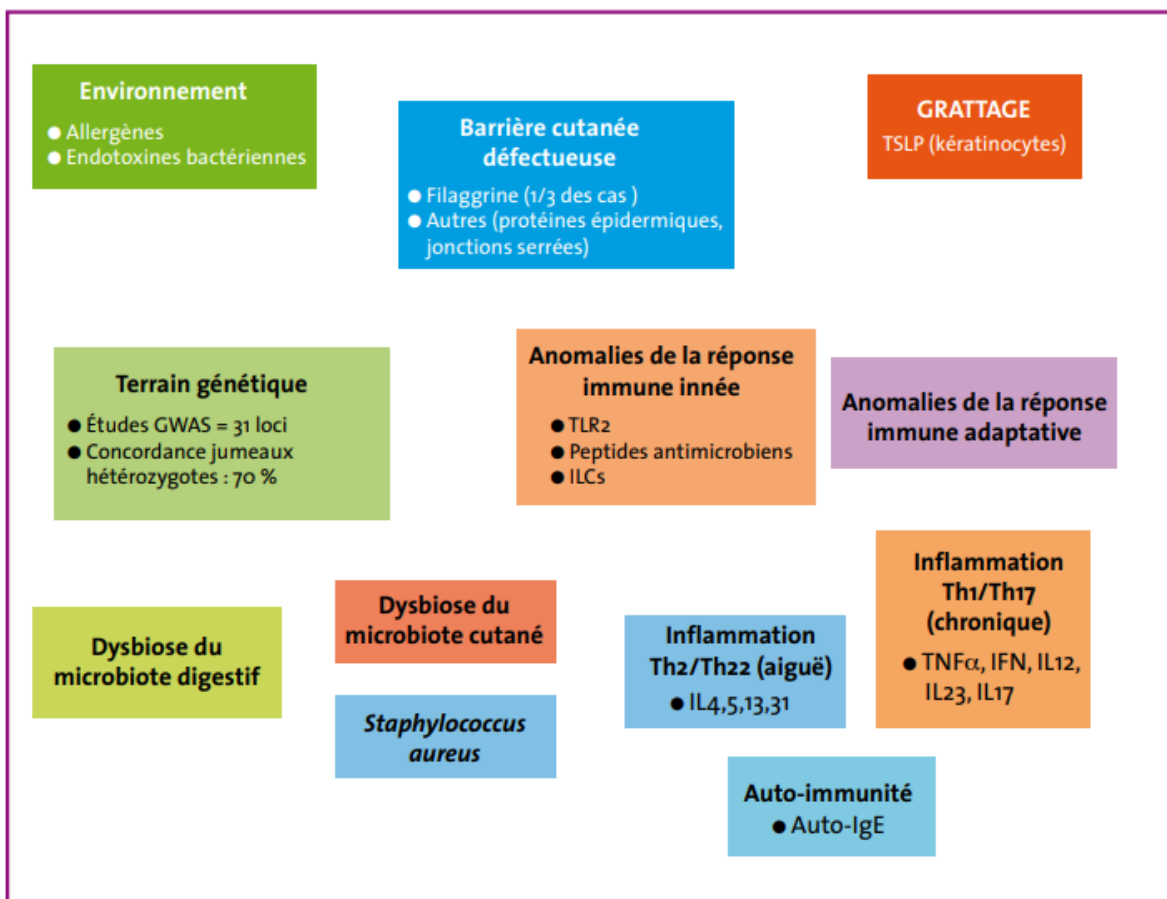 Environnement
● Allergènes
● Endotoxines bactériennes
Barrière cutanée
défectueuse
● Filaggrine (1/3 des cas )
● Autres (protéines épidermiques,
jonctions serrées)
GRATTAGE
TSLP (kératinocytes)
Terrain génétique
● Études GWAS = 31 loci
● Concordance jumeaux
hétérozygotes : 70 %
Anomalies de la réponse
immune innée
● TLR2
● Peptides antimicrobiens
● ILCs
Anomalies de la réponse
immune adaptative
Dysbiose du
microbiote digestif
Dysbiose du
microbiote cutané
Staphylococcus
aureus
Inflammation
Th2/Th22 (aiguë)
● IL4,5,13,31
Inflammation
Th1/Th17
(chronique)
● TNFα, IFN, IL12,
IL23, IL17
Auto-immunité
● Auto-IgE